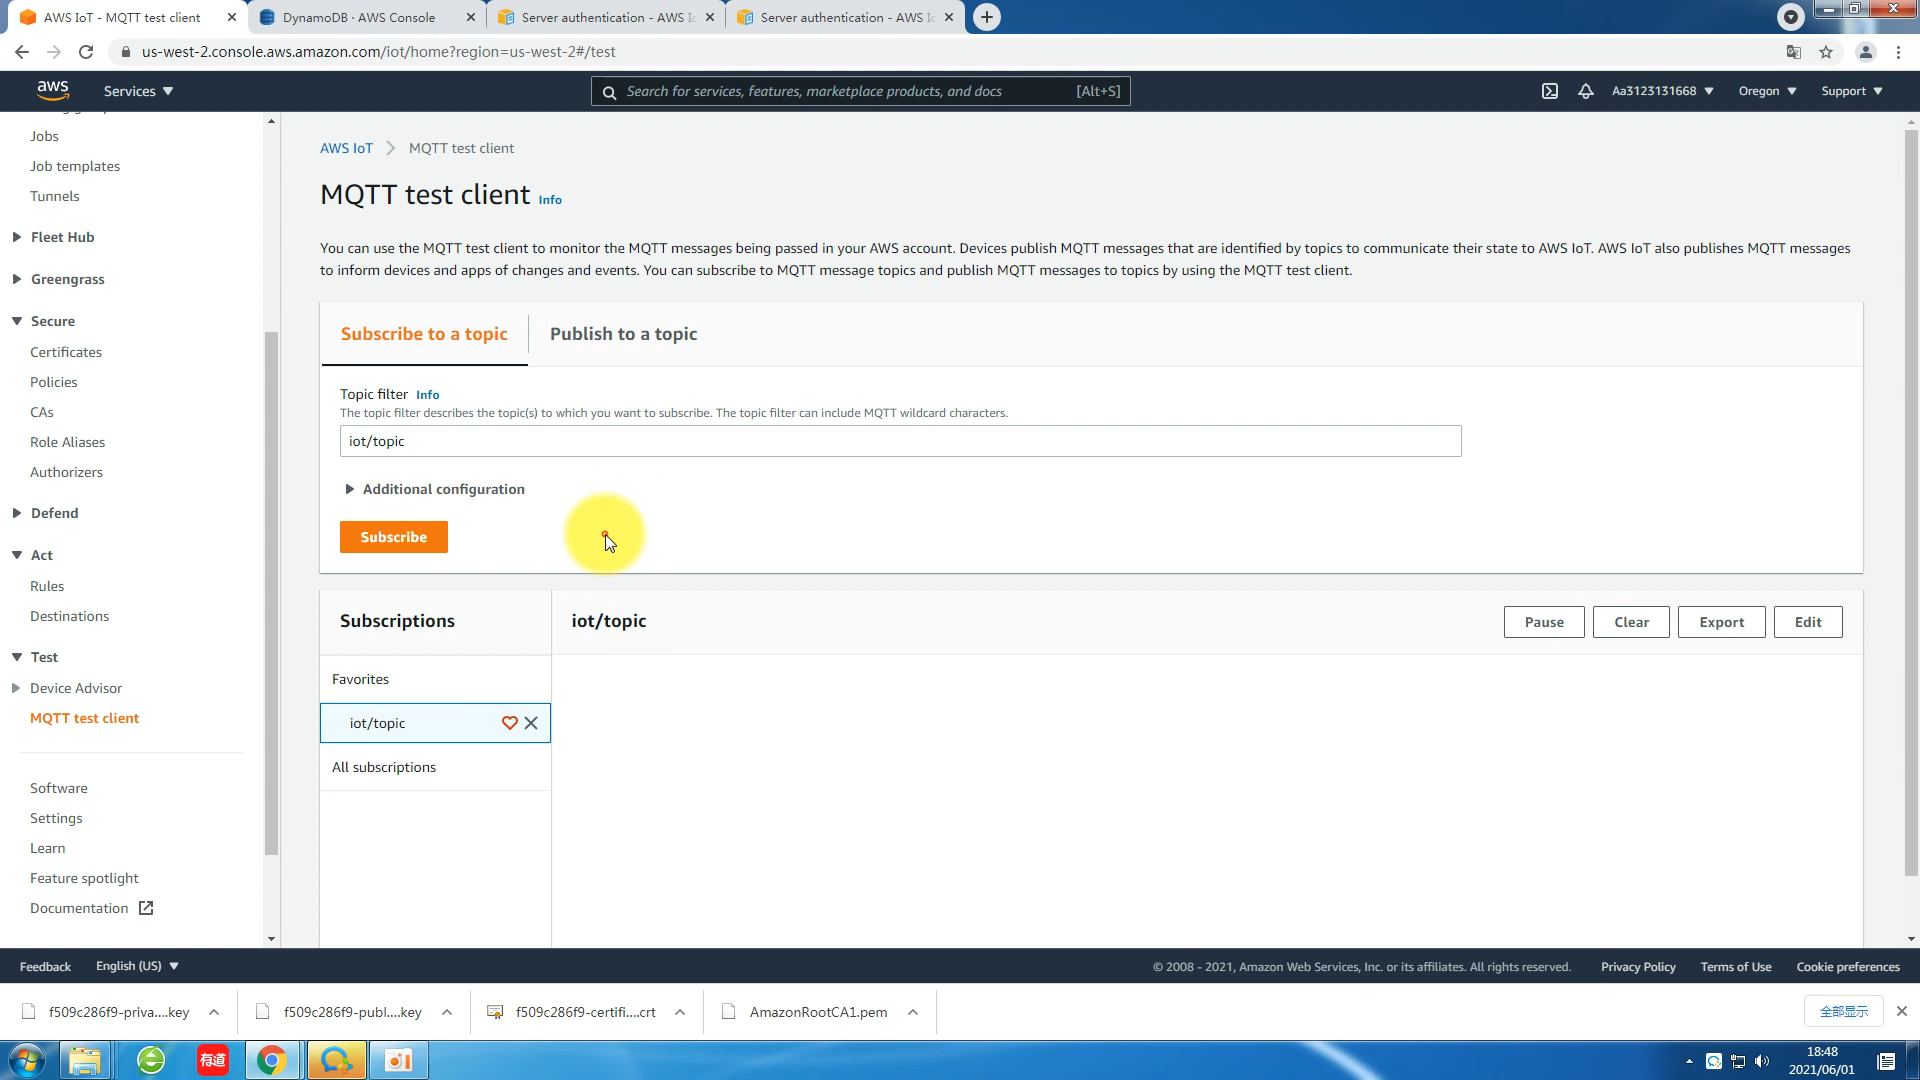 AWS IoT - MQTT test client
DynamoDB · AWS Console
Server authentication - AWS Io
Server authentication - AWS Io
us-west-2.console.aws.amazon.com/iot/home?region=us-west-2#/test
aws
Services
Search for services, features, marketplace products, and docs
[Alt+S]
Aa3123131668
Oregon
Support
Jobs
Job templates
Tunnels
Fleet Hub
Greengrass
Secure
Certificates
Policies
CAs
Role Aliases
Authorizers
Defend
Act
Rules
Destinations
Test
Device Advisor
MQTT test client
Software
Settings
Learn
Feature spotlight
Documentation
AWS IoT
MQTT test client
MQTT test client Info
You can use the MQTT test client to monitor the MQTT messages being passed in your AWS account. Devices publish MQTT messages that are identified by topics to communicate their state to AWS IoT. AWS IoT also publishes MQTT messages
to inform devices and apps of changes and events. You can subscribe to MQTT message topics and publish MQTT messages to topics by using the MQTT test client.
Subscribe to a topic
Publish to a topic
Topic filter Info
The topic filter describes the topic(s) to which you want to subscribe. The topic filter can include MQTT wildcard characters.
iot/topic
Additional configuration
Subscribe
Subscriptions
iot/topic
Pause
Clear
Export
Edit
Favorites
iot/topic
All subscriptions
Feedback
English (US)
© 2008 - 2021, Amazon Web Services, Inc. or its affiliates. All rights reserved.
Privacy Policy
Terms of Use
Cookie preferences
f509c286f9-priva....key
f509c286f9-publ....key
f509c286f9-certifi....crt
AmazonRootCA1.pem
全部显示
有道
18:48
2021/06/01